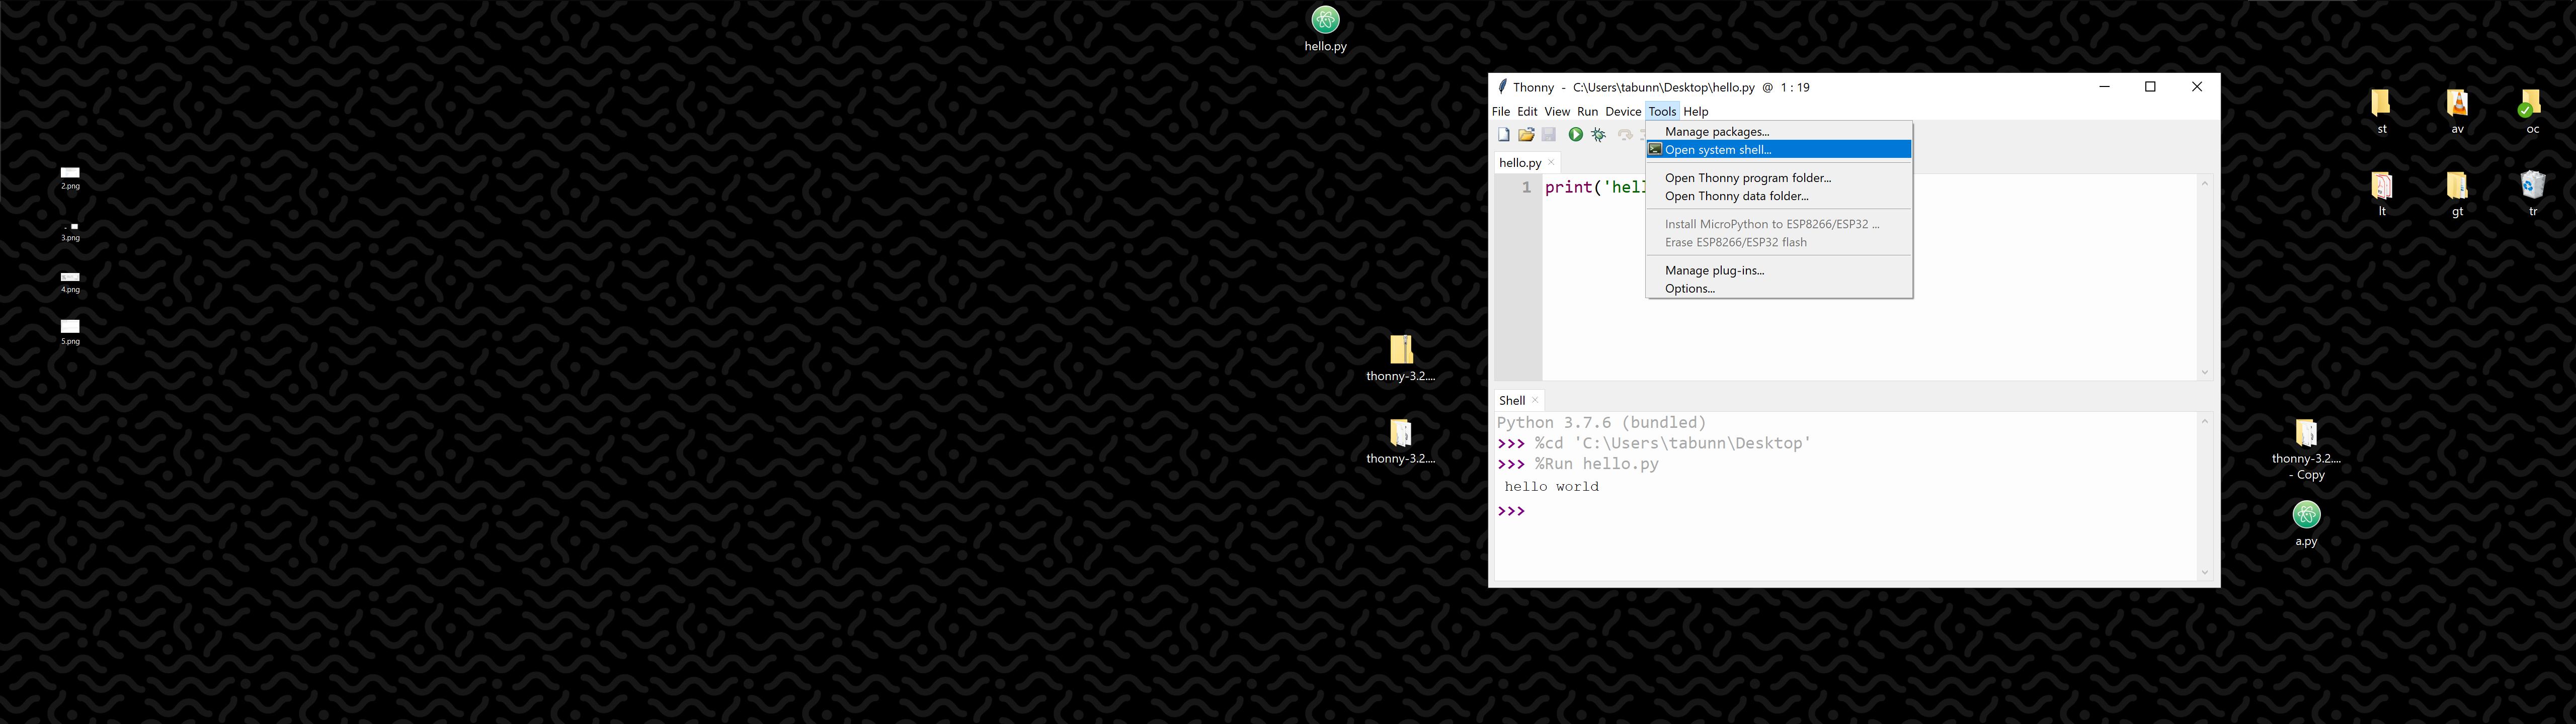 hello.py
2.png
3.png
4.png
5.png
thonny-3.2....
thonny-3.2....
Thonny - C:\Users\tabunn\Desktop\hello.py @ 1 : 19
File Edit View Run Device Tools Help
Manage packages...
Open system shell...
Open Thonny program folder...
Open Thonny data folder...
Install MicroPython to ESP8266/ESP32 ...
Erase ESP8266/ESP32 flash
Manage plug-ins...
Options...
hello.py
1 print('hell
Shell
Python 3.7.6 (bundled)
>>> %cd 'C:\Users\tabunn\Desktop'
>>> %Run hello.py
hello world
>>>
st av oc
lt gt tr
thonny-3.2....
- Copy
a.py